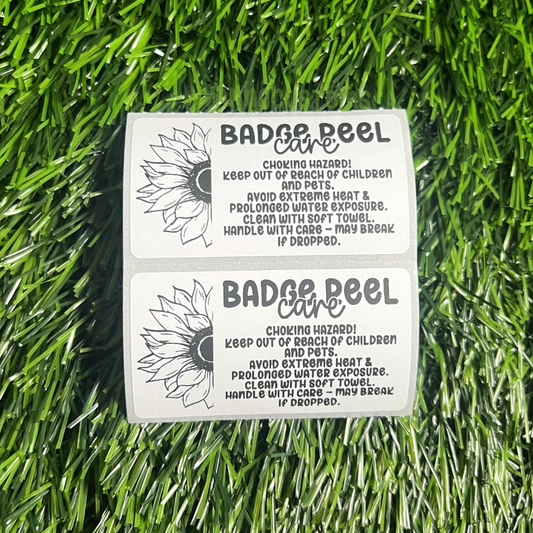 BADGE REEL
care
CHOKING HAZARD!
KEEP OUT OF REACH OF CHILDREN
AND PETS.
AVOID EXTREME HEAT &
PROLONGED WATER EXPOSURE.
CLEAN WITH SOFT TOWEL.
HANDLE WITH CARE - MAY BREAK
IF DROPPED.
BADGE REEL
care
CHOKING HAZARD!
KEEP OUT OF REACH OF CHILDREN
AND PETS.
AVOID EXTREME HEAT &
PROLONGED WATER EXPOSURE.
CLEAN WITH SOFT TOWEL.
HANDLE WITH CARE - MAY BREAK
IF DROPPED.